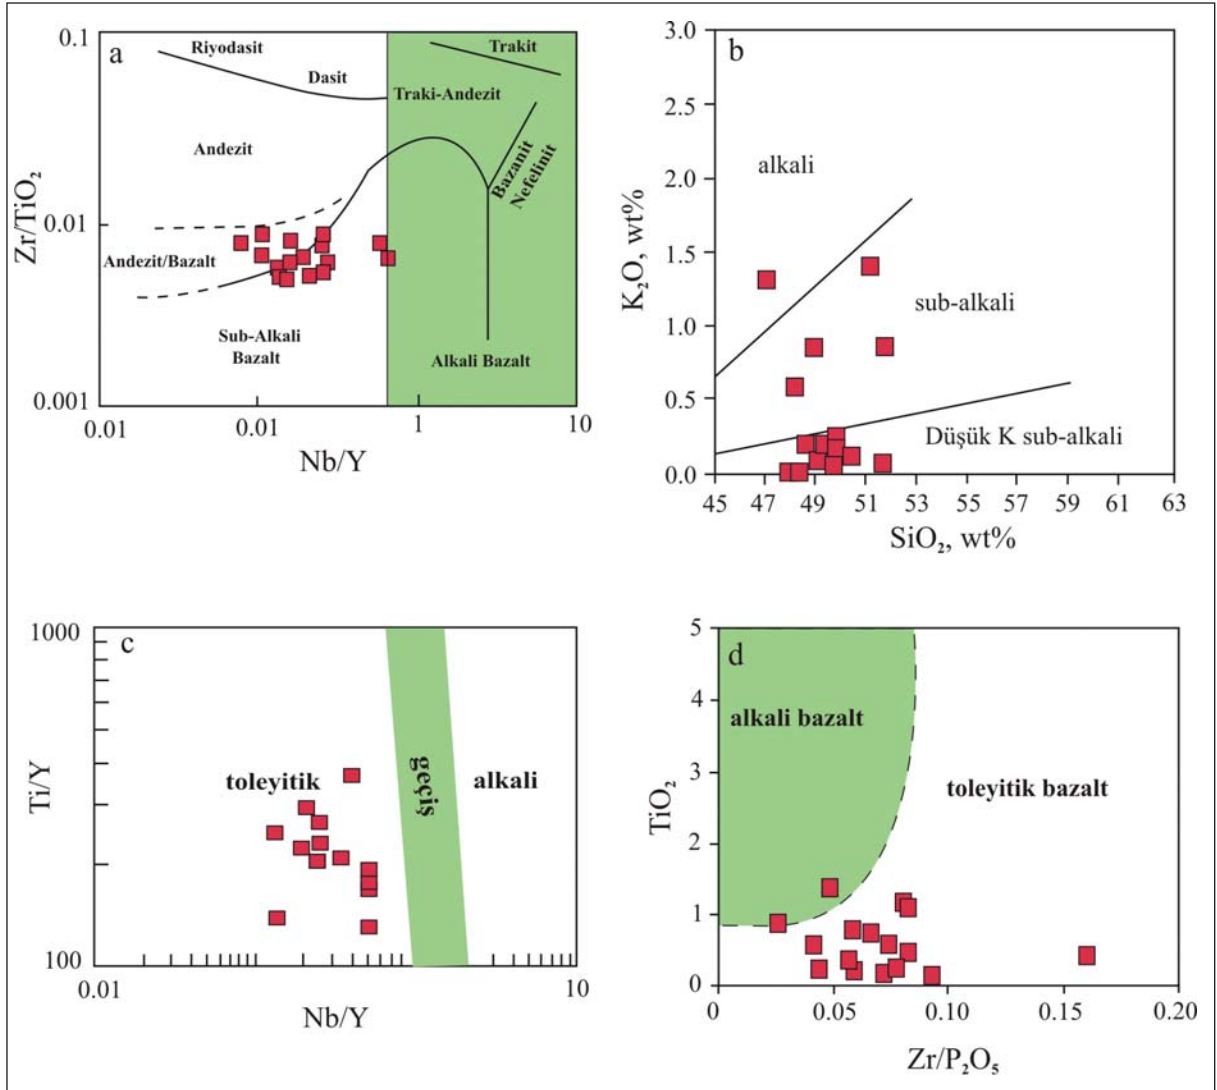 a
0.1
Riyodasit
Trakit
Dasit
Traki-Andezit
Andezit
Bazanit
Nefelinit
0.01
Andezit/Bazalt
Sub-Alkali
Bazalt
Alkali Bazalt
0.001
0.01
0.01
1
10
Zr/TiO₂
Nb/Y
b
3.0
2.5
2.0
1.5
1.0
0.5
0.0
alkali
sub-alkali
Düşük K sub-alkali
45 47 49 51 53 55 57 59 61 63
K₂O, wt%
SiO₂, wt%
c
1000
toleyitik
geçiş
alkali
100
0.01
10
Ti/Y
Nb/Y
d
5
4
3
2
1
0
alkali bazalt
toleyitik bazalt
0 0.05 0.10 0.15 0.20
TiO₂
Zr/P₂O₅